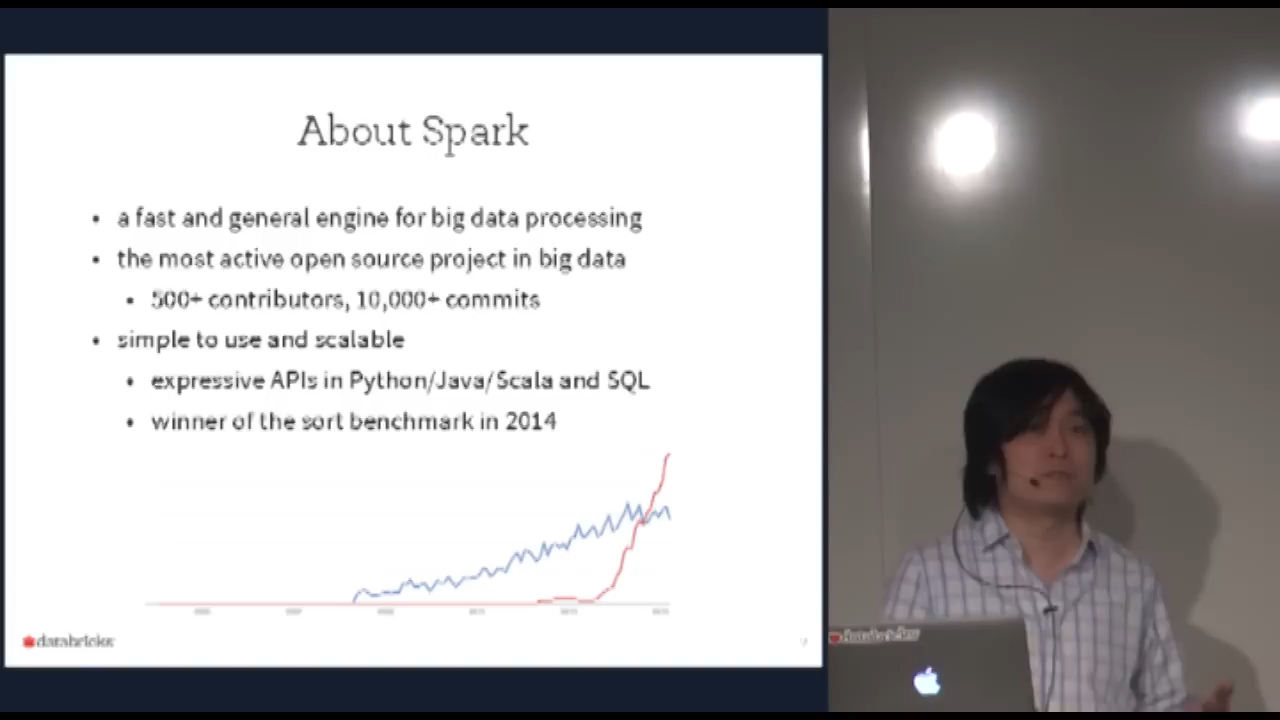 About Spark
• a fast and general engine for big data processing
• the most active open source project in big data
• 500+ contributors, 10,000+ commits
• simple to use and scalable
• expressive APIs in Python/Java/Scala and SQL
• winner of the sort benchmark in 2014
databricks
databricks